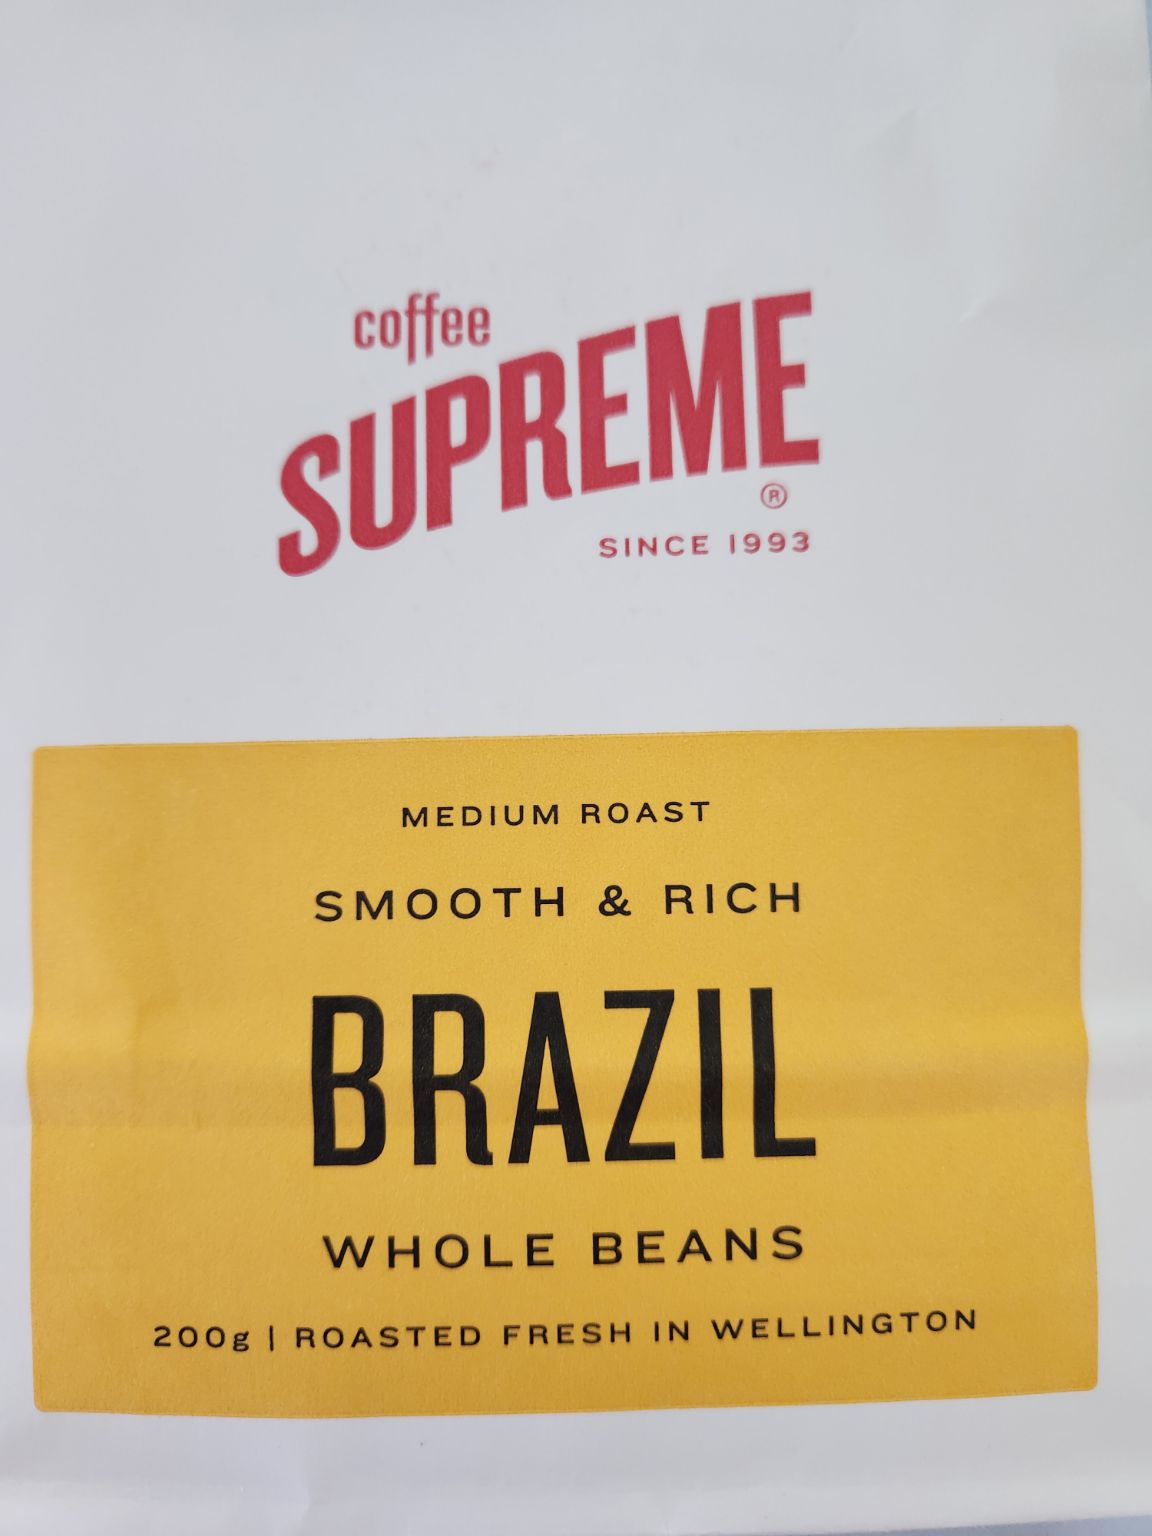 coffee
SUPREME
®
SINCE 1993
MEDIUM ROAST
SMOOTH & RICH
BRAZIL
WHOLE BEANS
200g | ROASTED FRESH IN WELLINGTON